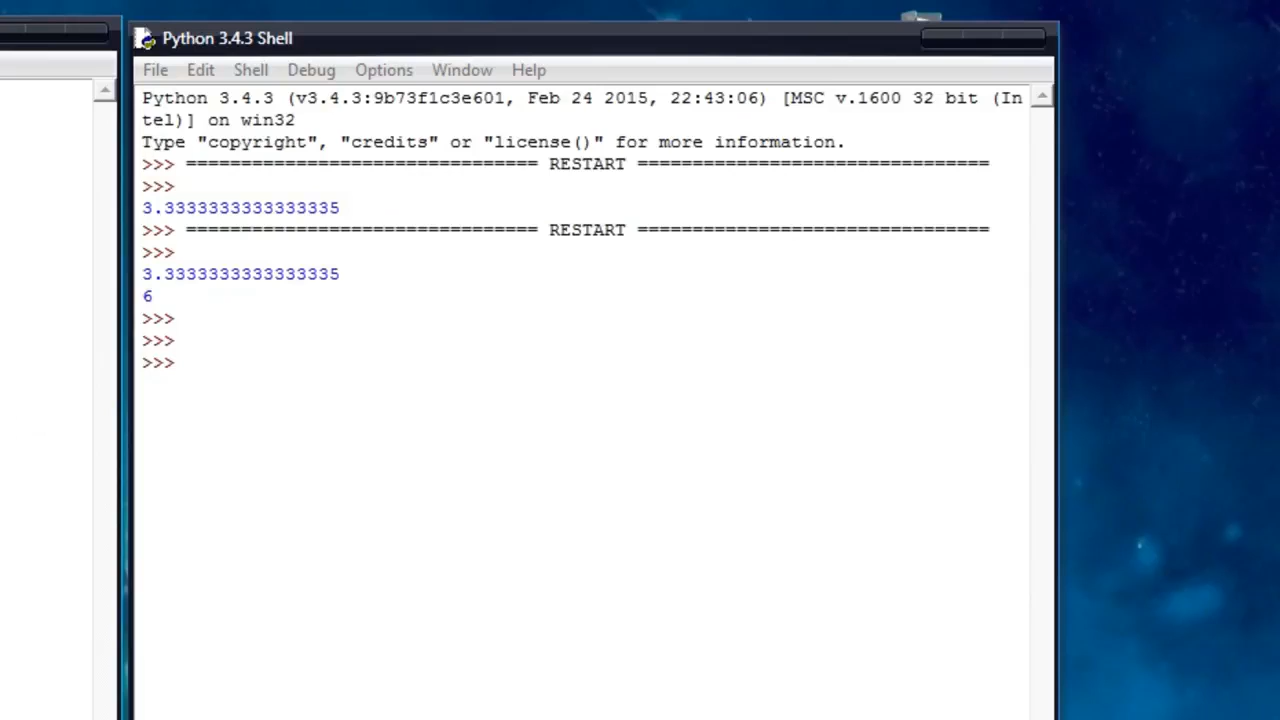 Python 3.4.3 Shell
File Edit Shell Debug Options Window Help
Python 3.4.3 (v3.4.3:9b73f1c3e601, Feb 24 2015, 22:43:06) [MSC v.1600 32 bit (In
tel)] on win32
Type "copyright", "credits" or "license()" for more information.
>>> ================================ RESTART ================================
>>>
3.3333333333333335
>>> ================================ RESTART ================================
>>>
3.3333333333333335
6
>>>
>>>
>>>